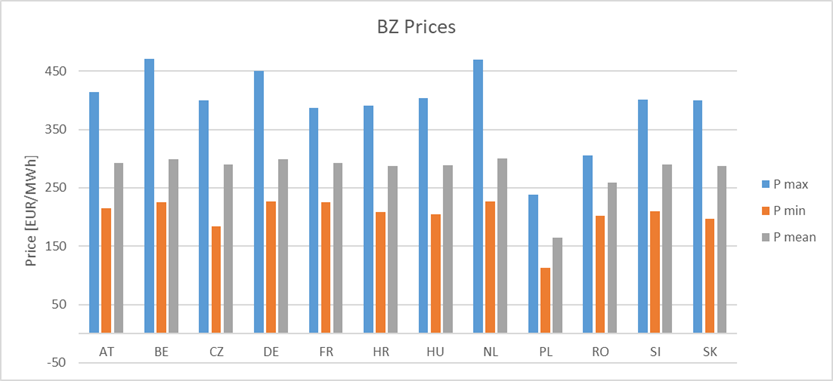 BZ Prices
Price [EUR/MWh]
450
350
250
150
50
-50
AT BE CZ DE FR HR HU NL PL RO SI SK
P max
P min
P mean